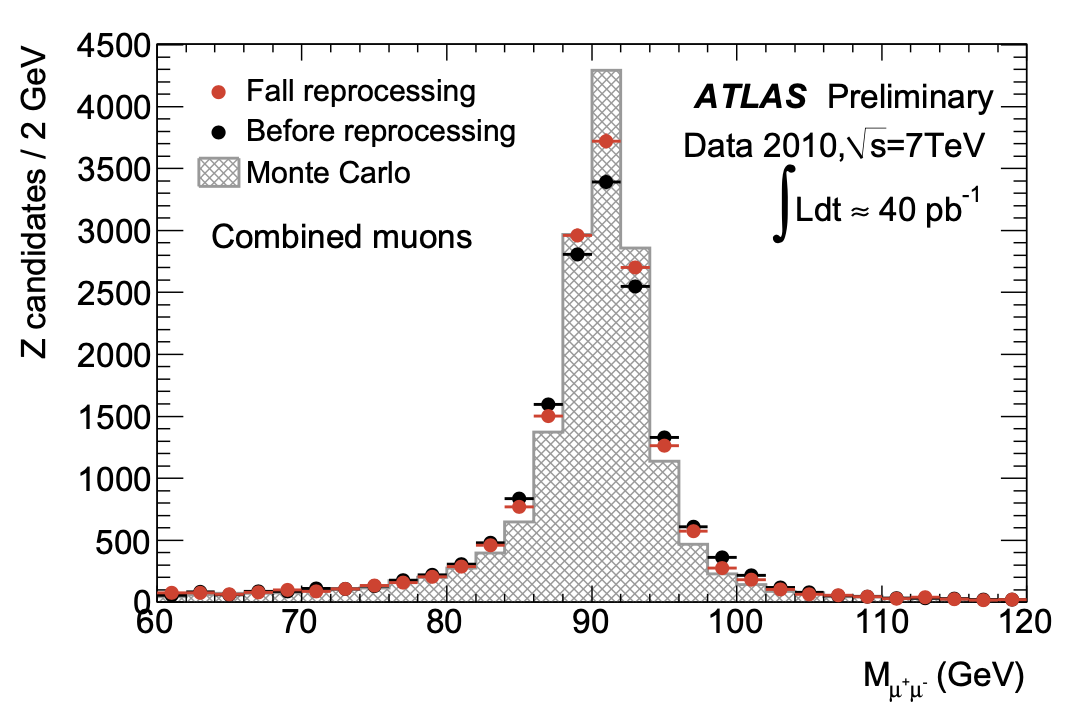 Z candidates / 2 GeV
4500
4000
3500
3000
2500
2000
1500
1000
500
0
Fall reprocessing
Before reprocessing
Monte Carlo
Combined muons
ATLAS Preliminary
Data 2010,√s=7TeV
∫Ldt ≈ 40 pb⁻¹
60 70 80 90 100 110 120
M_μ⁺μ⁻ (GeV)